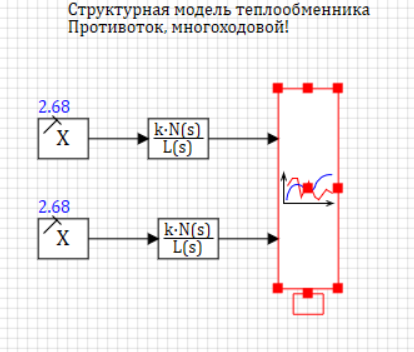 Структурная модель теплообменника
Противоток, многоходовой!
2.68
X
k·N(s)
L(s)
2.68
X
k·N(s)
L(s)